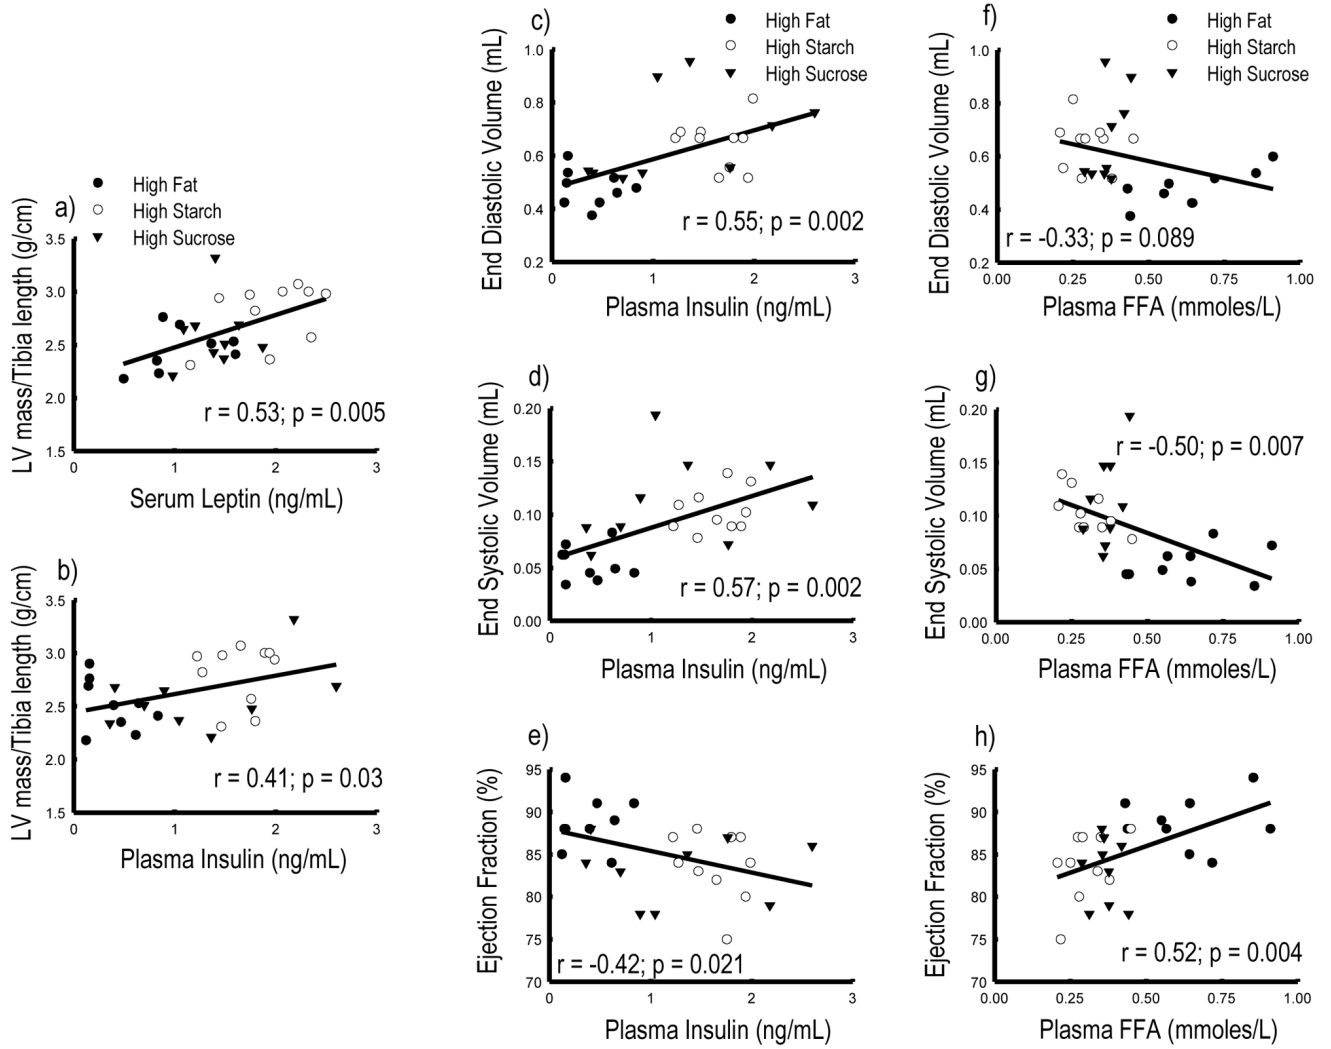 a)
High Fat
High Starch
High Sucrose
LV mass/Tibia length (g/cm)
3.5
3.0
2.5
2.0
1.5
r = 0.53; p = 0.005
0 1 2 3
Serum Leptin (ng/mL)
b)
LV mass/Tibia length (g/cm)
3.5
3.0
2.5
2.0
1.5
r = 0.41; p = 0.03
0 1 2 3
Plasma Insulin (ng/mL)
c)
High Fat
High Starch
High Sucrose
End Diastolic Volume (mL)
1.0
0.8
0.6
0.4
0.2
r = 0.55; p = 0.002
0 1 2 3
Plasma Insulin (ng/mL)
d)
End Systolic Volume (mL)
0.20
0.15
0.10
0.05
0.00
r = 0.57; p = 0.002
0 1 2 3
Plasma Insulin (ng/mL)
e)
Ejection Fraction (%)
95
90
85
80
75
70
r = -0.42; p = 0.021
0 1 2 3
Plasma Insulin (ng/mL)
f)
High Fat
High Starch
High Sucrose
End Diastolic Volume (mL)
1.0
0.8
0.6
0.4
0.2
r = -0.33; p = 0.089
0.00 0.25 0.50 0.75 1.00
Plasma FFA (mmoles/L)
g)
End Systolic Volume (mL)
0.20
0.15
0.10
0.05
0.00
r = -0.50; p = 0.007
0.00 0.25 0.50 0.75 1.00
Plasma FFA (mmoles/L)
h)
Ejection Fraction (%)
95
90
85
80
75
70
r = 0.52; p = 0.004
0.00 0.25 0.50 0.75 1.00
Plasma FFA (mmoles/L)